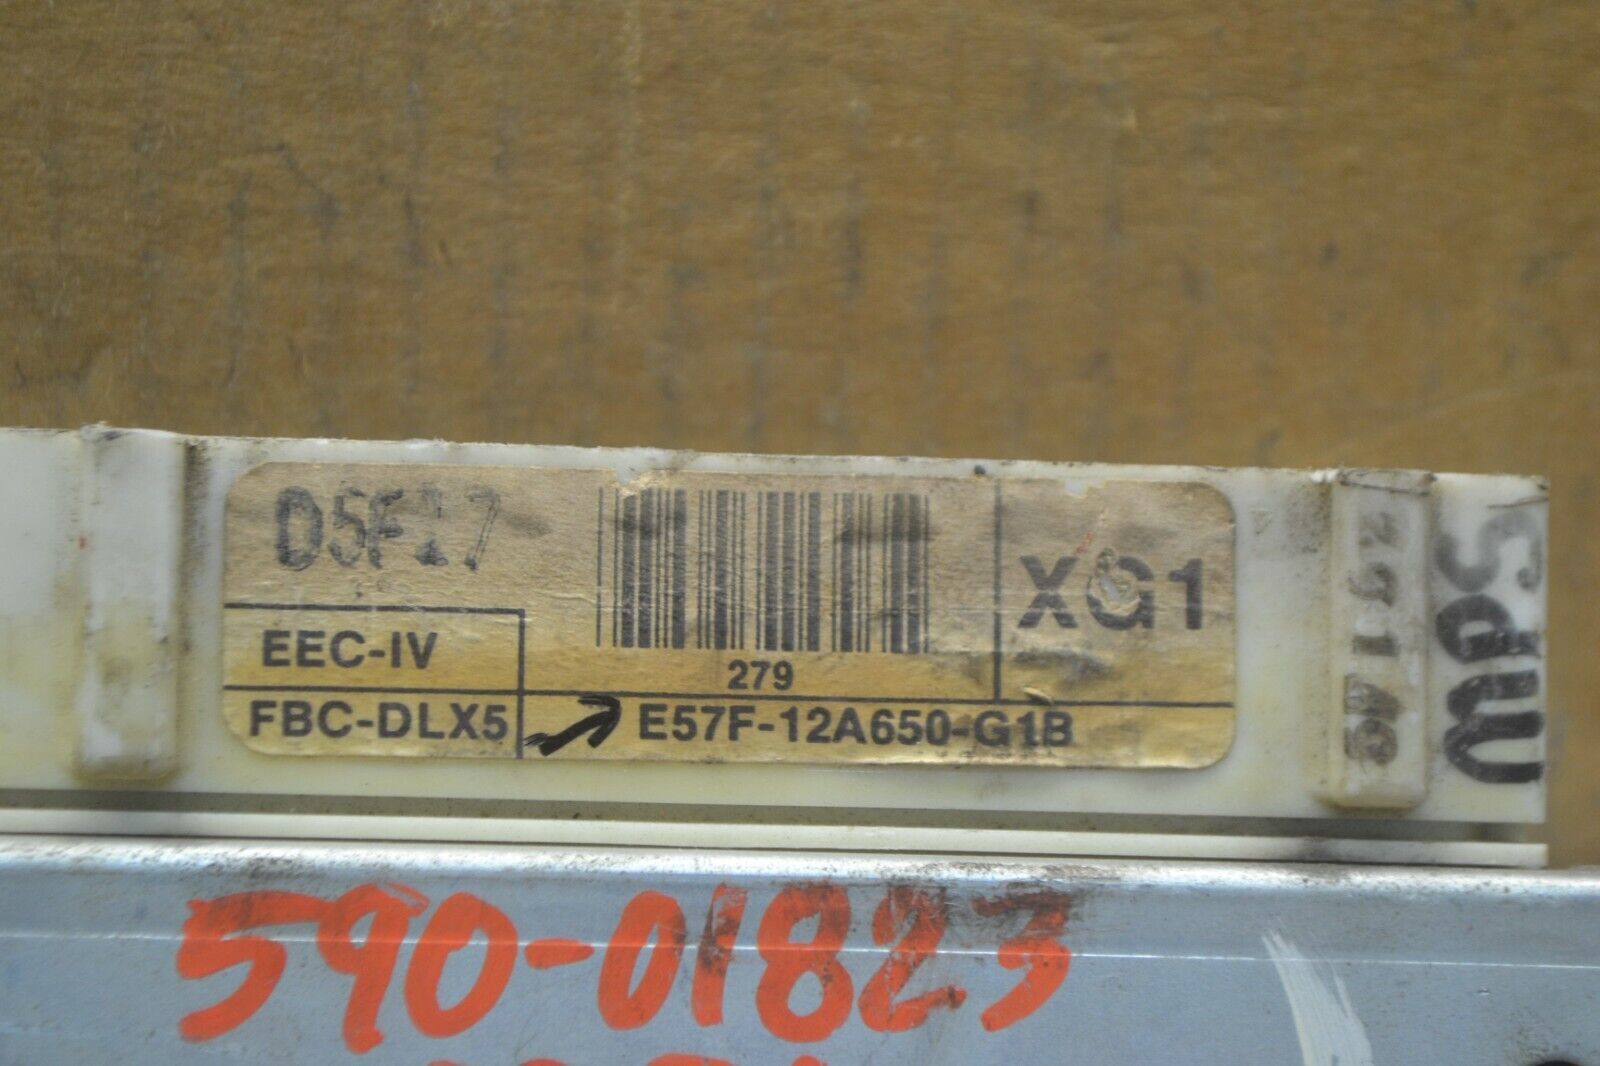 D5F17
XG1
EEC-IV
279
FBC-DLX5
E57F-12A650-G1B
590-01823